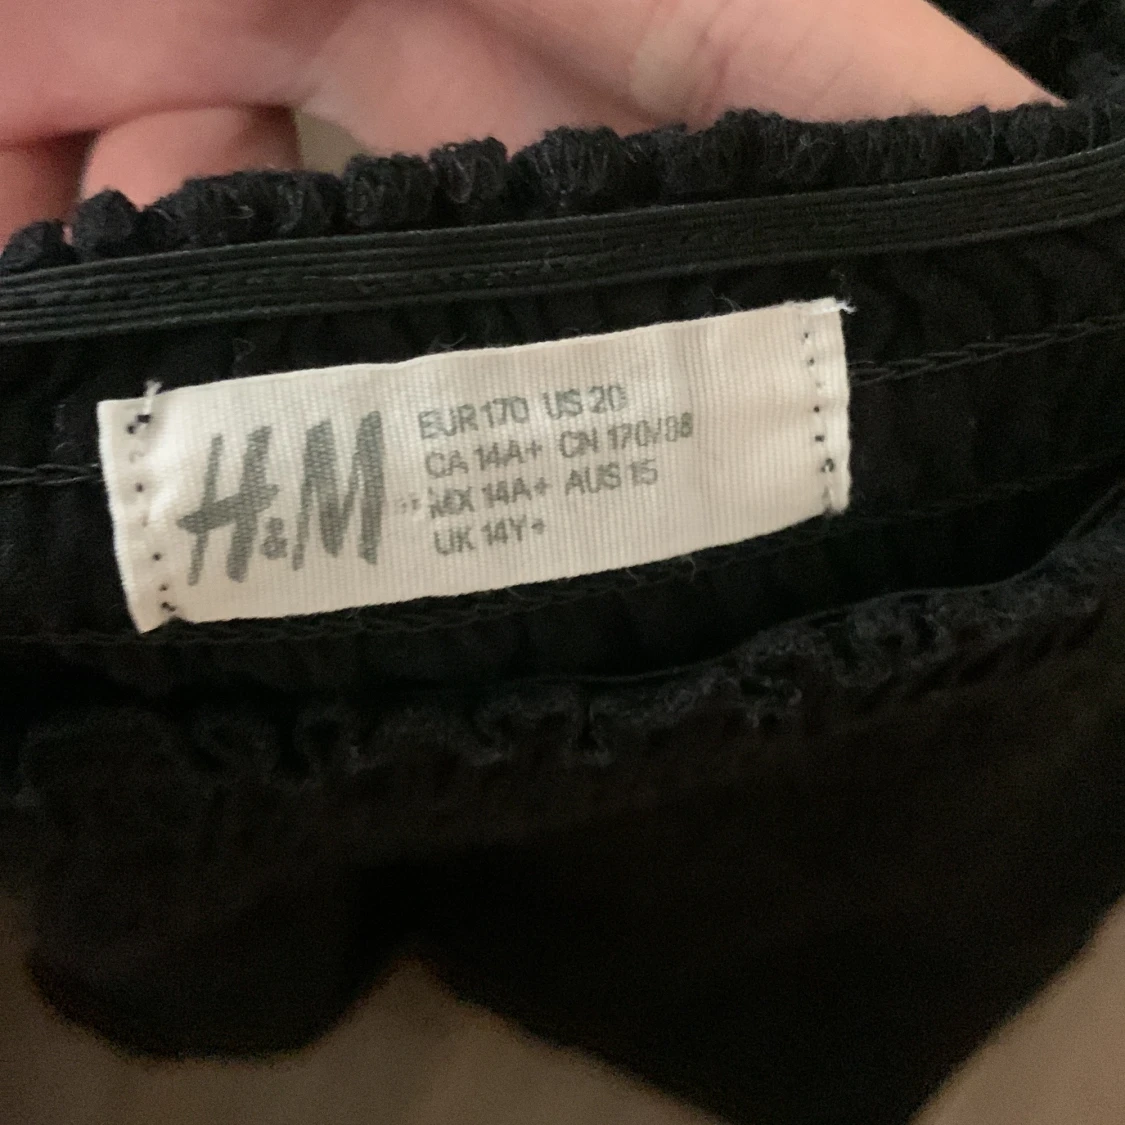 H&M
EUR 170 US 20
CA 14A+ CN 170/88
MX 14A+ AUS 15
UK 14Y+